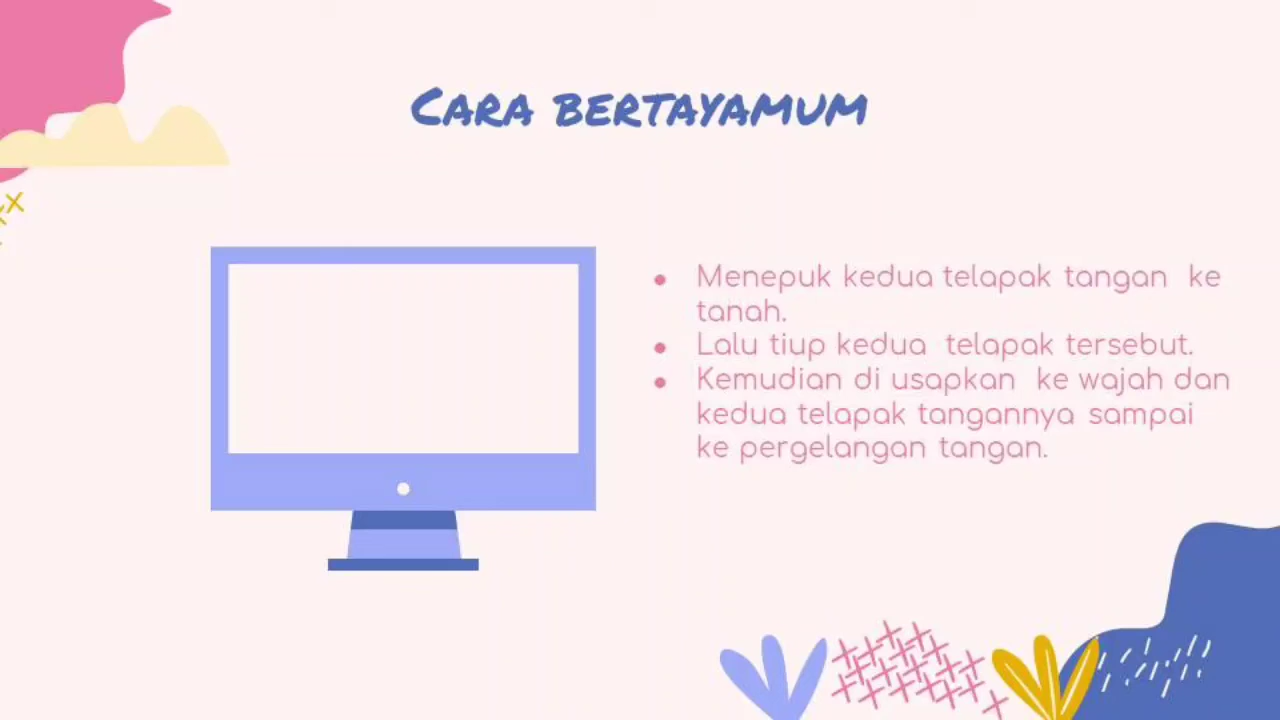 CARA BERTAYAMUM
Menepuk kedua telapak tangan ke
tanah.
Lalu tiup kedua telapak tersebut.
Kemudian di usapkan ke wajah dan
kedua telapak tangannya sampai
ke pergelangan tangan.